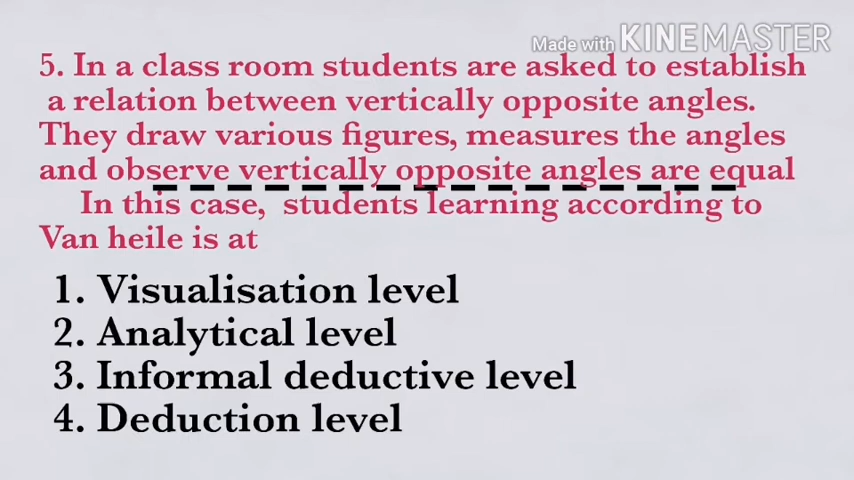 Made with KINEMASTER
5. In a class room students are asked to establish
a relation between vertically opposite angles.
They draw various figures, measures the angles
and observe vertically opposite angles are equal
In this case, students learning according to
Van heile is at
1. Visualisation level
2. Analytical level
3. Informal deductive level
4. Deduction level